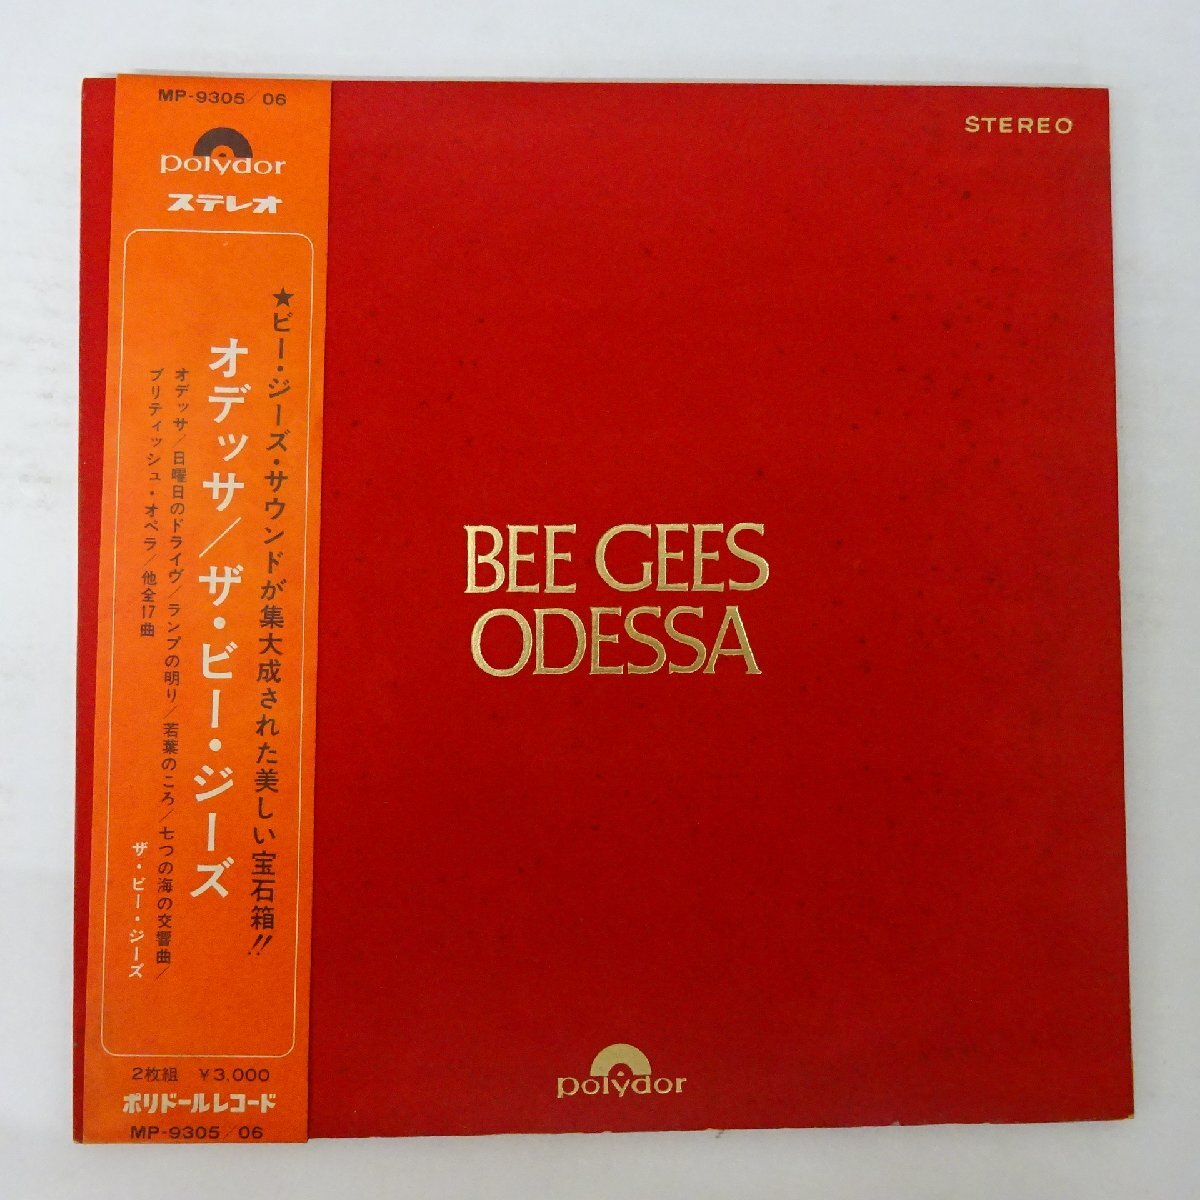 MP-9305/06
polydor
ステレオ
★ビー・ジーズ・サウンドが集大成された美しい宝石箱!!
オデッサ/ザ・ビー・ジーズ
オデッサ/日曜日のドライヴ/ランプの明り/若葉のころ/七つの海の交響曲/
ブリティッシュ・オペラ/他全17曲
ザ・ビー・ジーズ
2枚組 ¥3,000
ポリドールレコード
MP-9305/06
STEREO
BEE GEES
ODESSA
polydor